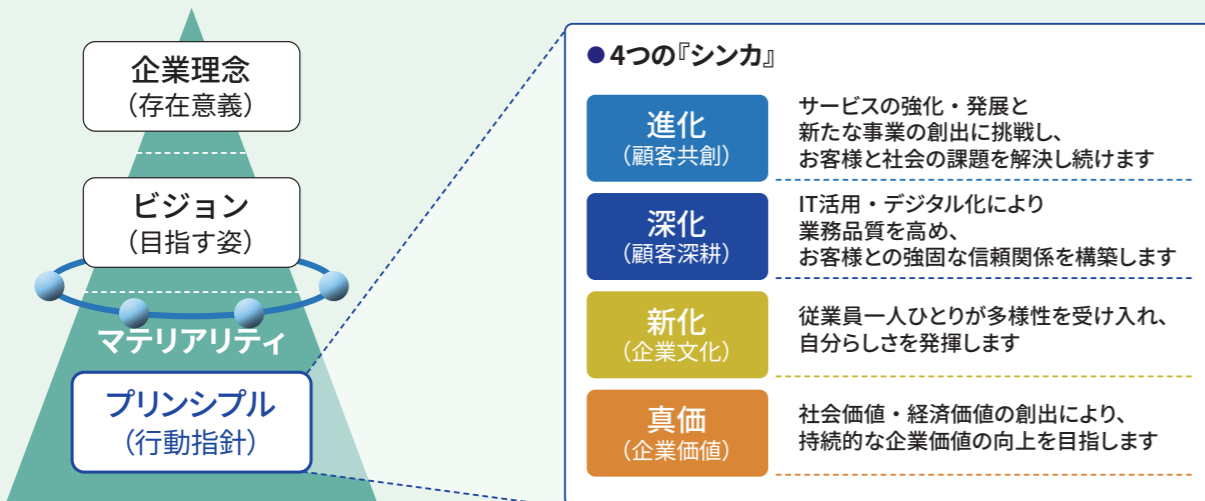 企業理念
（存在意義）
ビジョン
（目指す姿）
マテリアリティ
プリンシプル
（行動指針）
●4つの『シンカ』
進化
（顧客共創）
サービスの強化・発展と
新たな事業の創出に挑戦し、
お客様と社会の課題を解決し続けます
深化
（顧客深耕）
IT活用・デジタル化により
業務品質を高め、
お客様との強固な信頼関係を構築します
新化
（企業文化）
従業員一人ひとりが多様性を受け入れ、
自分らしさを発揮します
真価
（企業価値）
社会価値・経済価値の創出により、
持続的な企業価値の向上を目指します